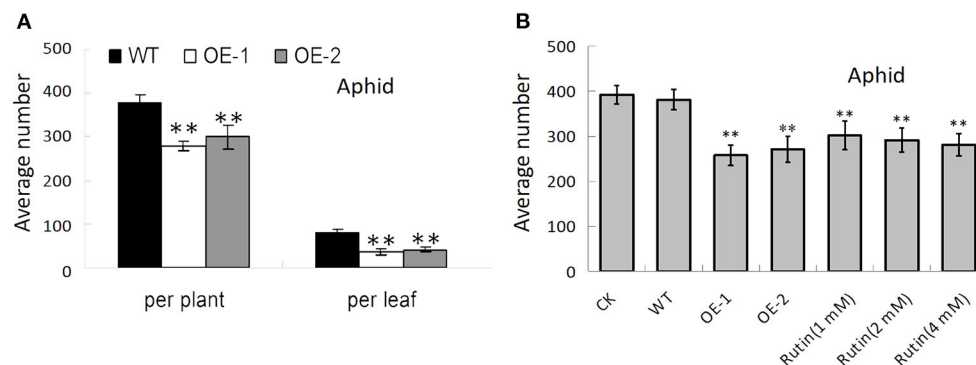 A
500
400
300
200
100
0
Average number
WT OE-1 OE-2
Aphid
** **
** **
per plant per leaf
B
500
400
300
200
100
0
Average number
Aphid
** ** ** ** **
CK
WT
OE-1
OE-2
Rutin(1 mM)
Rutin(2 mM)
Rutin(4 mM)